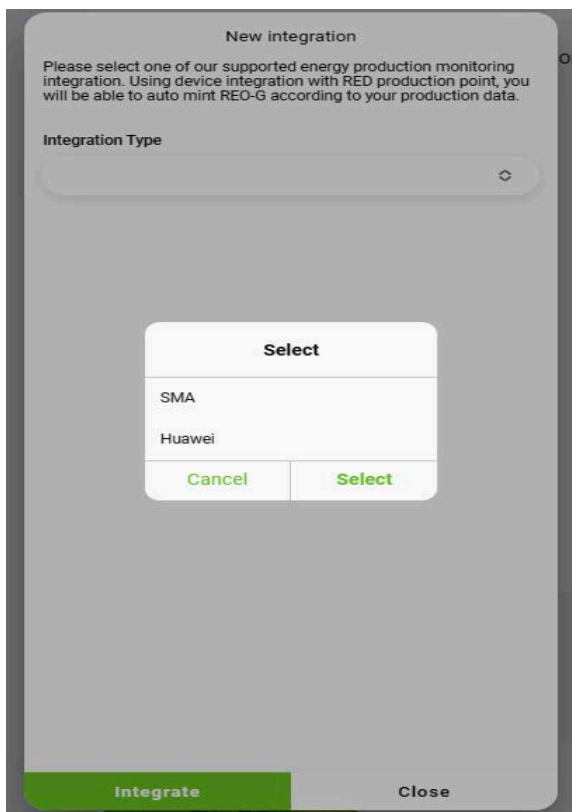 New integration
Please select one of our supported energy production monitoring
integration. Using device integration with RED production point, you
will be able to auto mint REO-G according to your production data.
Integration Type
Select
SMA
Huawei
Cancel
Select
Integrate
Close